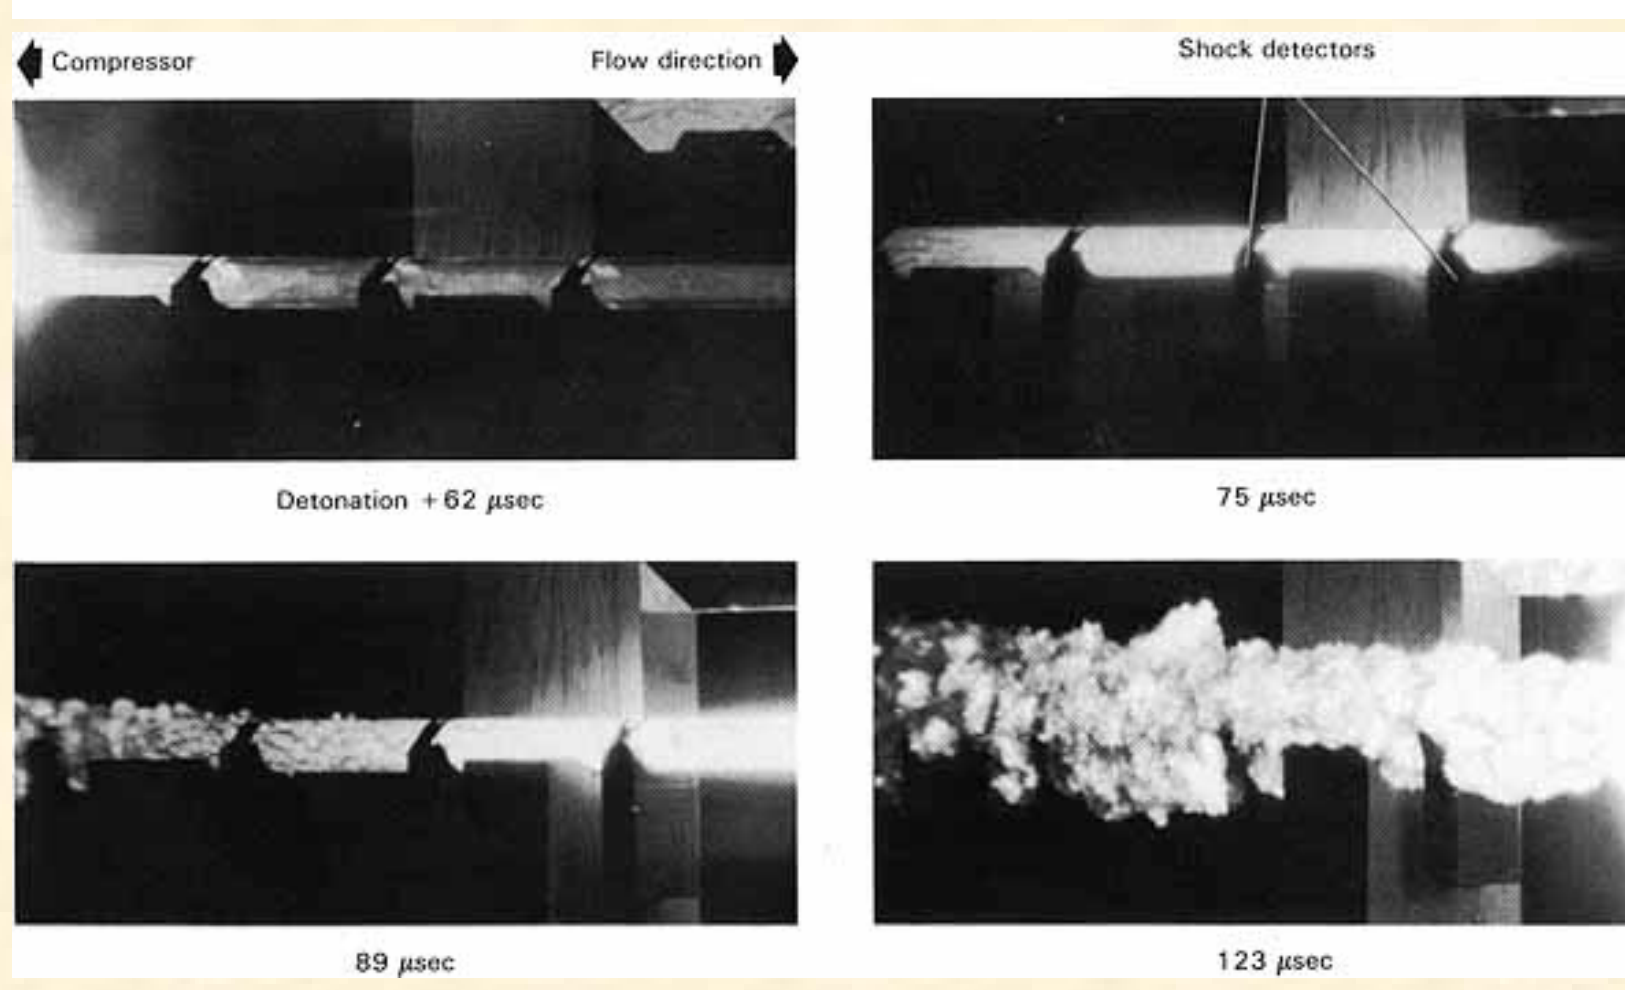 Compressor
Flow direction
Shock detectors
Detonation + 62 μsec
75 μsec
89 μsec
123 μsec